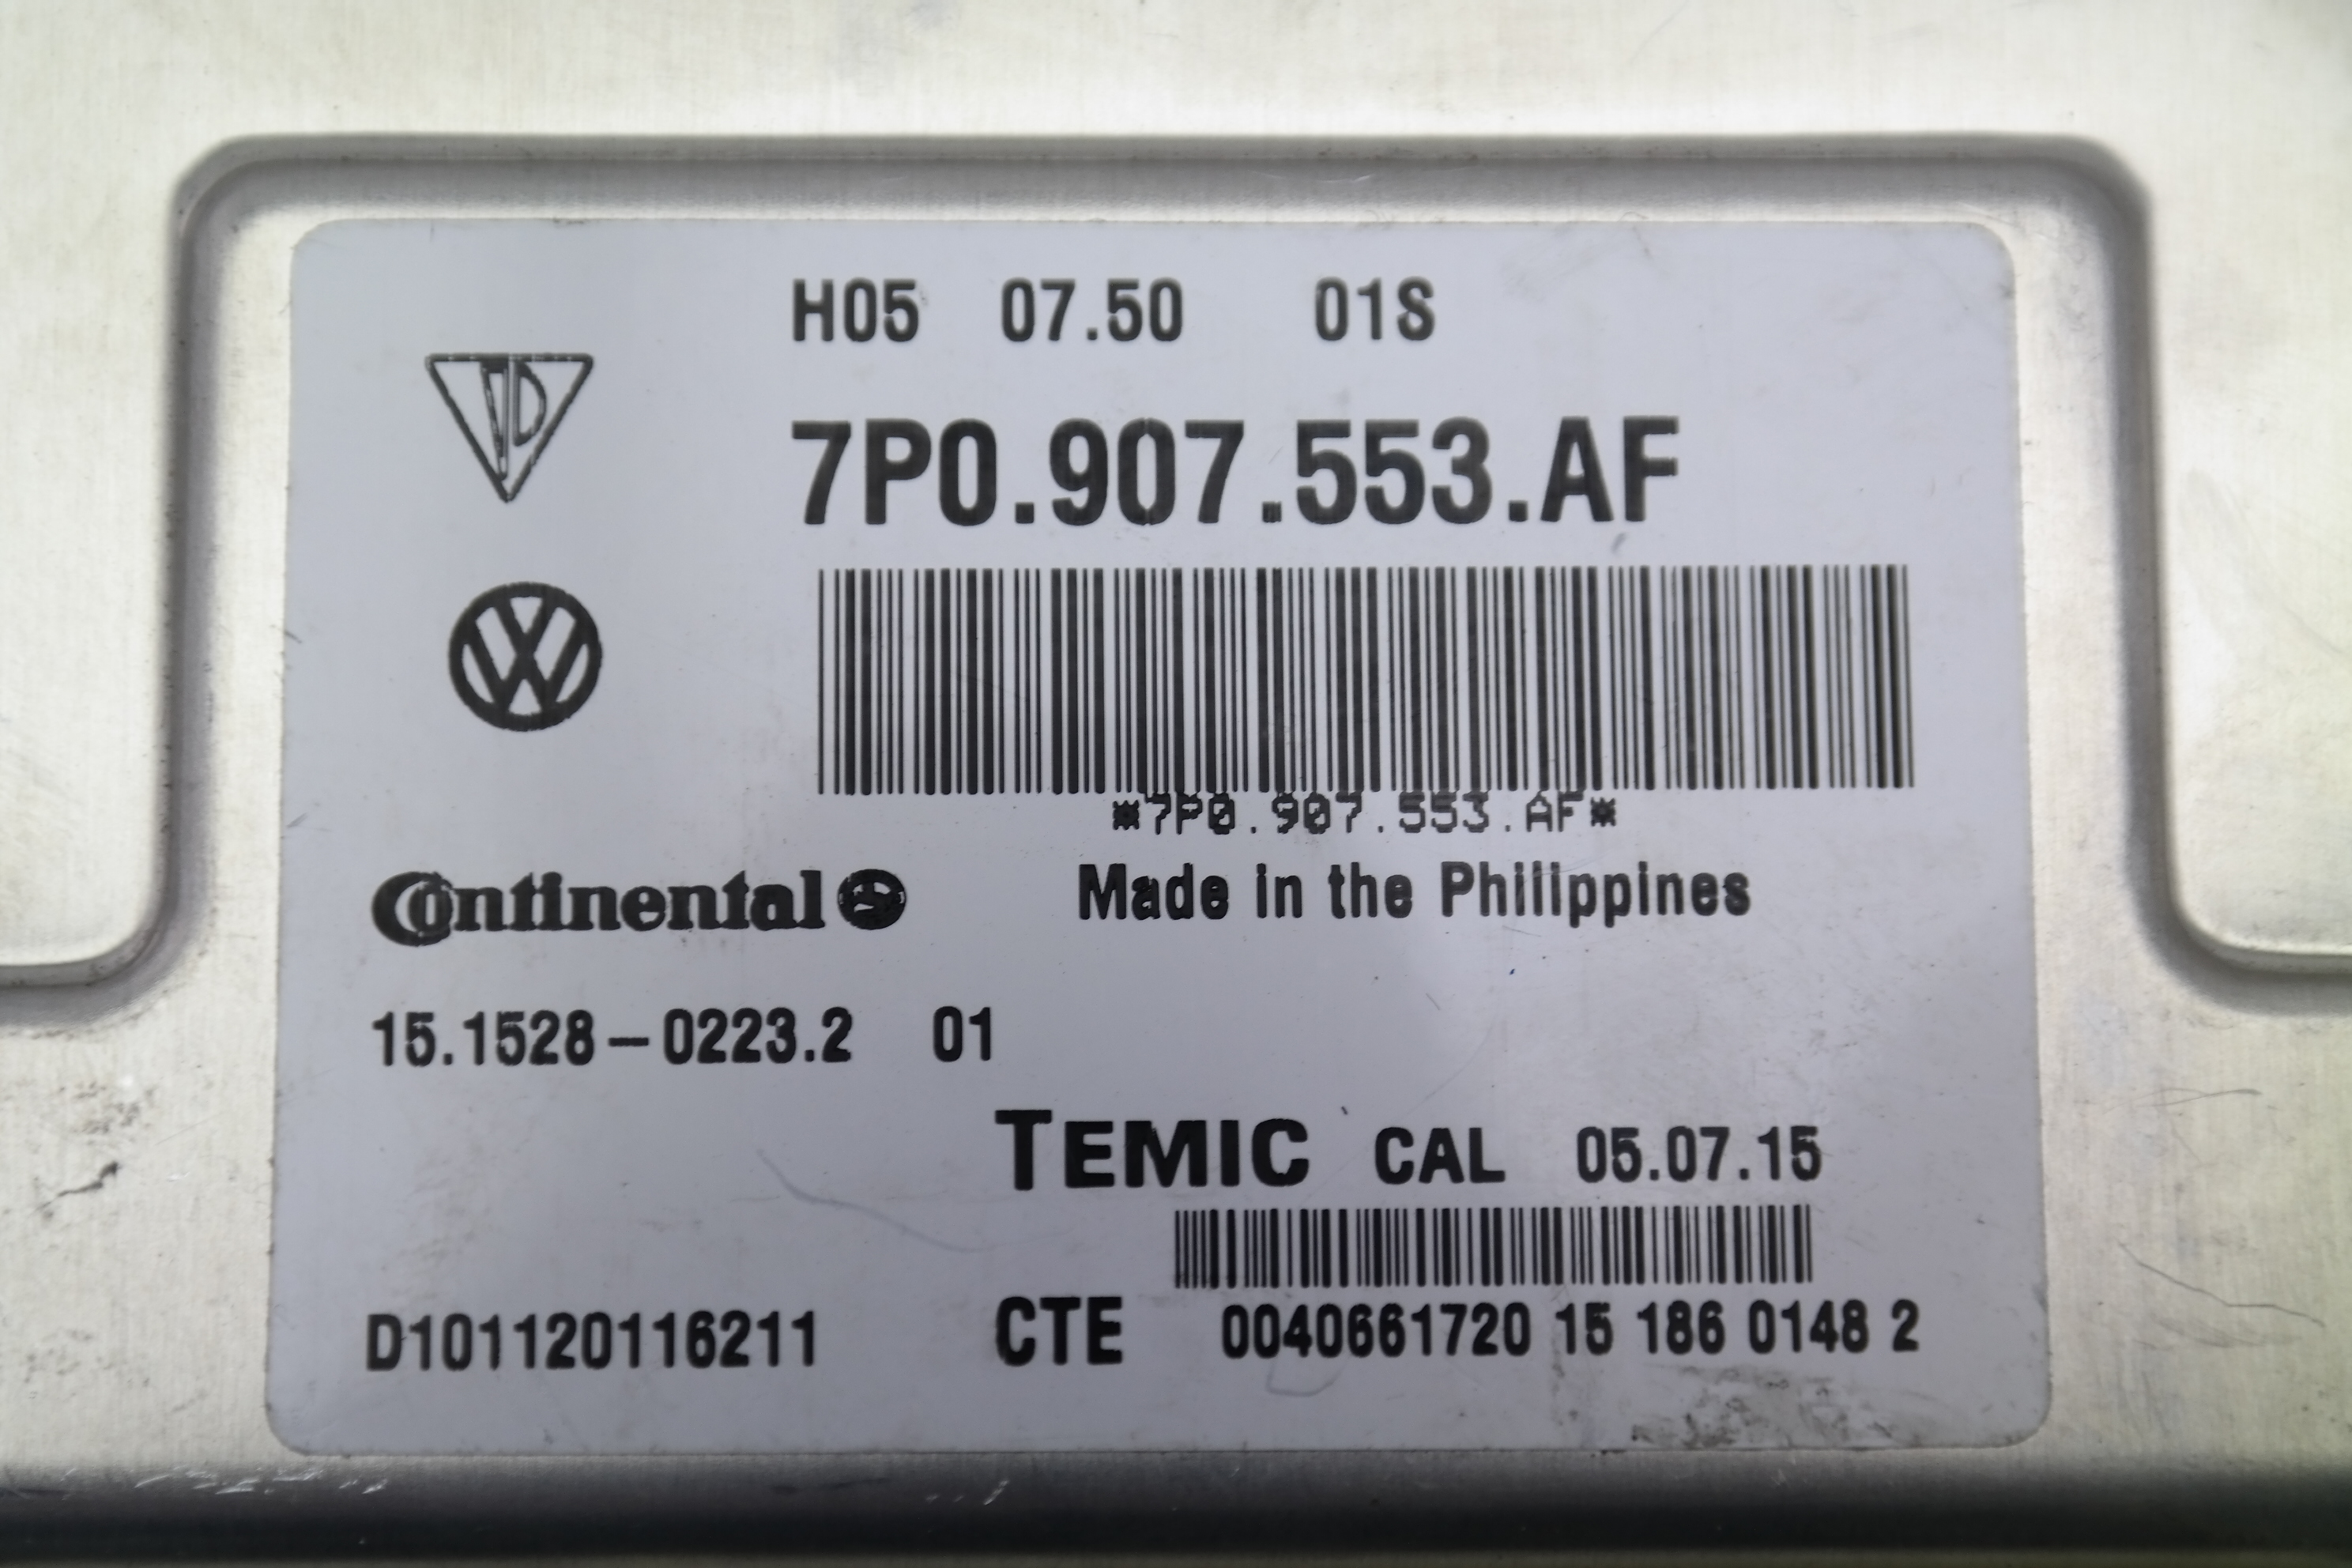 H05 07.50 01S
7P0.907.553.AF
*7P0.907.553.AF*
Continental
Made in the Philippines
15.1528-0223.2 01
TEMIC CAL 05.07.15
D101120116211 CTE 0040661720 15 186 0148 2